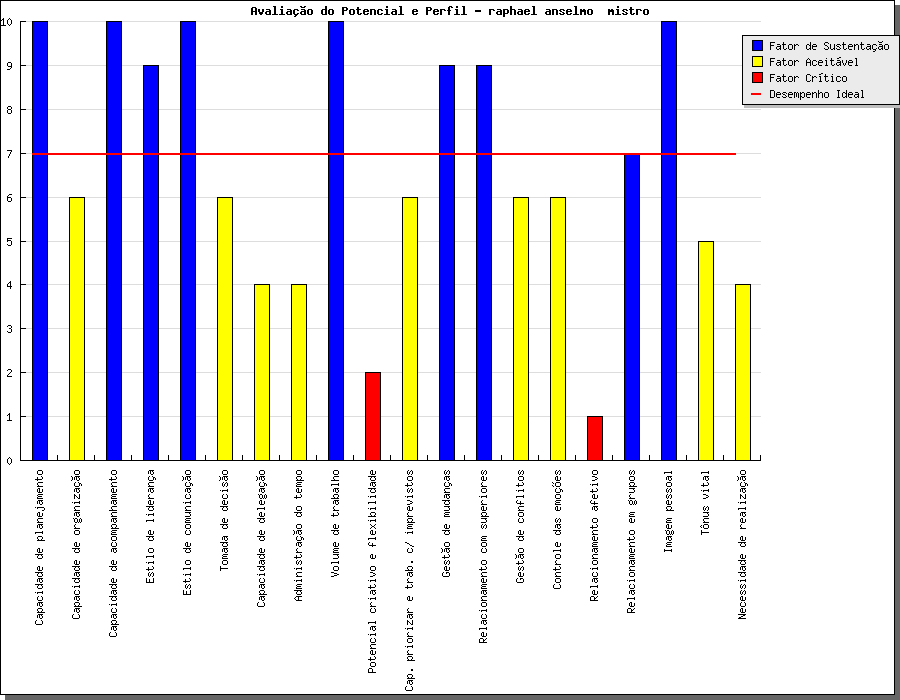 Avaliação do Potencial e Perfil - raphael anselmo  mistro
10
9
8
7
6
5
4
3
2
1
0
Fator de Sustentação
Fator Aceitável
Fator Crítico
Desempenho Ideal
Capacidade de planejamento
Capacidade de organização
Capacidade de acompanhamento
Estilo de liderança
Estilo de comunicação
Tomada de decisão
Capacidade de delegação
Administração do tempo
Volume de trabalho
Potencial criativo e flexibilidade
Cap. priorizar e trab. c/ imprevistos
Gestão de mudanças
Relacionamento com superiores
Gestão de conflitos
Controle das emoções
Relacionamento afetivo
Relacionamento em grupos
Imagem pessoal
Tônus vital
Necessidade de realização